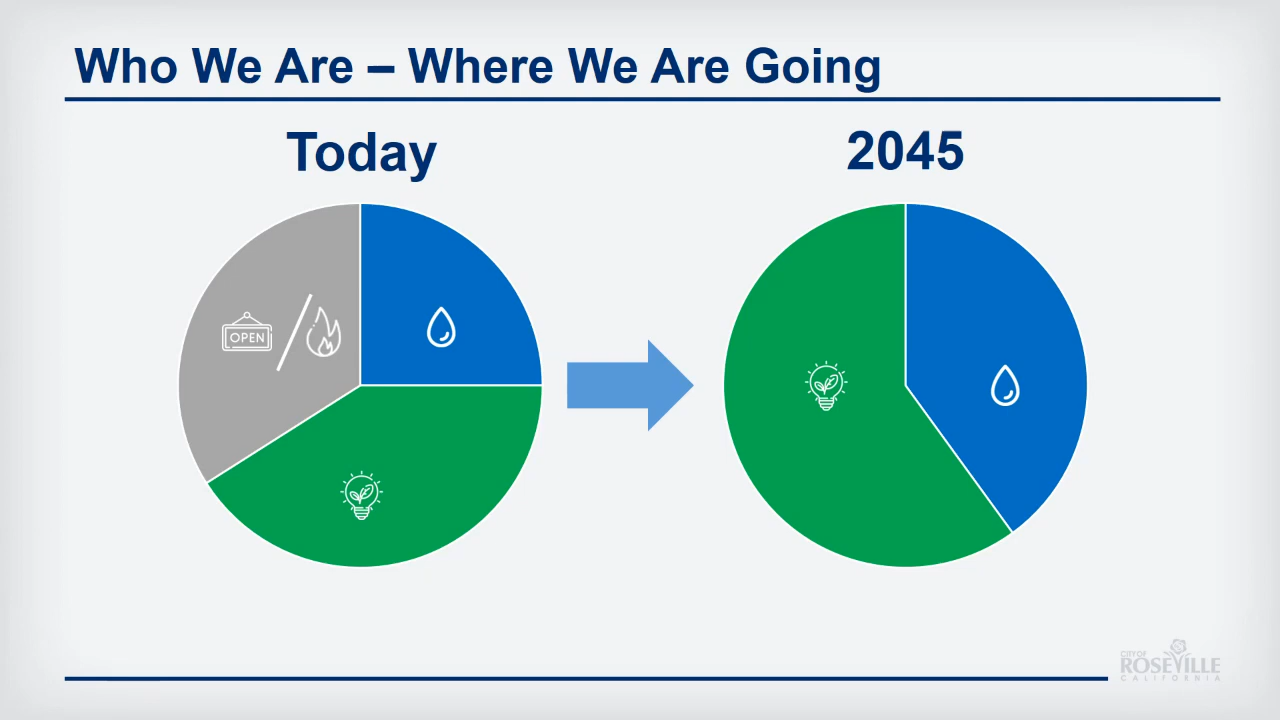 Who We Are – Where We Are Going
Today
2045
OPEN
CITY OF
ROSEVILLE
CALIFORNIA